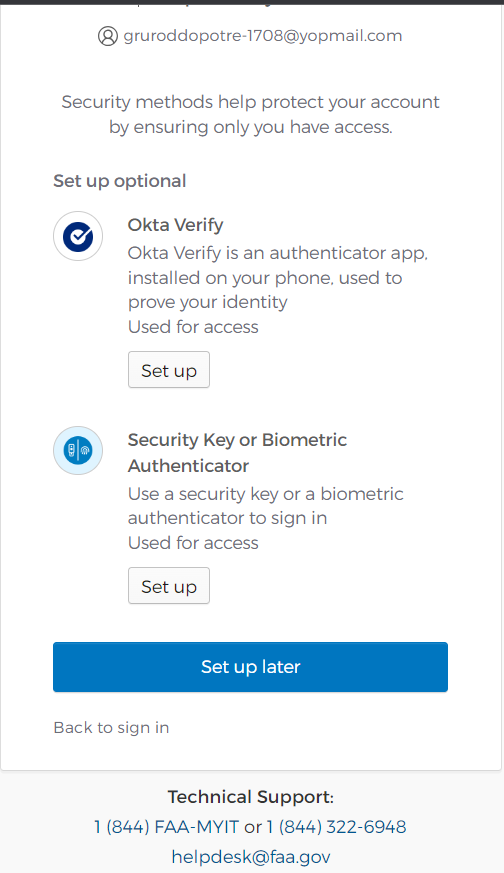 gruroddopotre-1708@yopmail.com
Security methods help protect your account
by ensuring only you have access.
Set up optional
Okta Verify
Okta Verify is an authenticator app,
installed on your phone, used to
prove your identity
Used for access
Set up
Security Key or Biometric
Authenticator
Use a security key or a biometric
authenticator to sign in
Used for access
Set up
Set up later
Back to sign in
Technical Support:
1 (844) FAA-MYIT or 1 (844) 322-6948
helpdesk@faa.gov